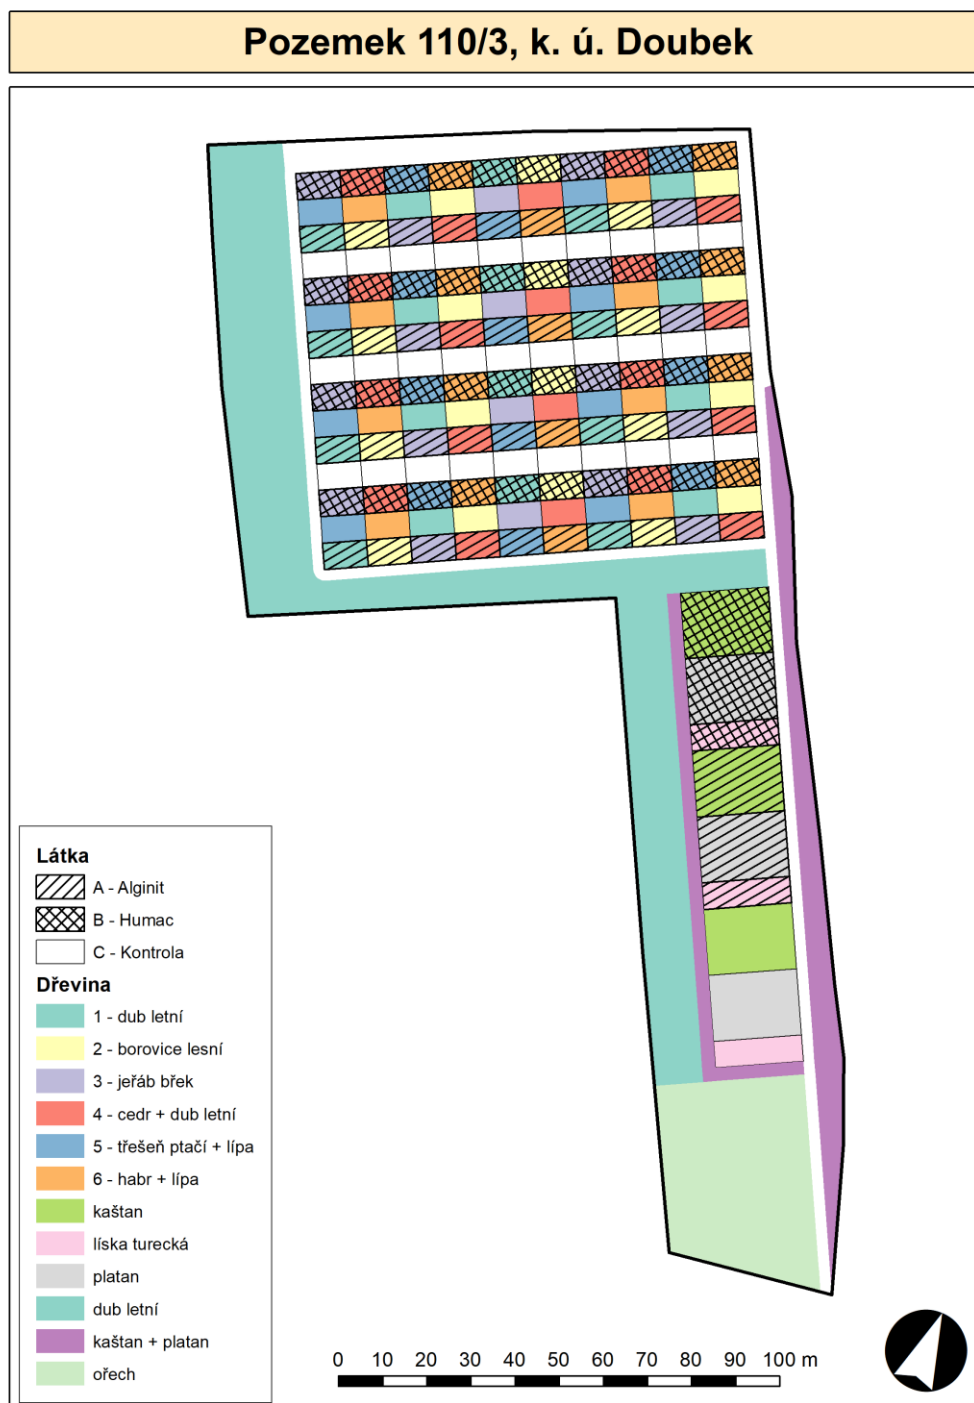 Pozemek 110/3, k. ú. Doubek
Látka
A - Alginit
B - Humac
C - Kontrola
Dřevina
1 - dub letní
2 - borovice lesní
3 - jeřáb břek
4 - cedr + dub letní
5 - třešeň ptačí + lípa
6 - habr + lípa
kaštan
líska turecká
platan
dub letní
kaštan + platan
ořech
0 10 20 30 40 50 60 70 80 90 100 m